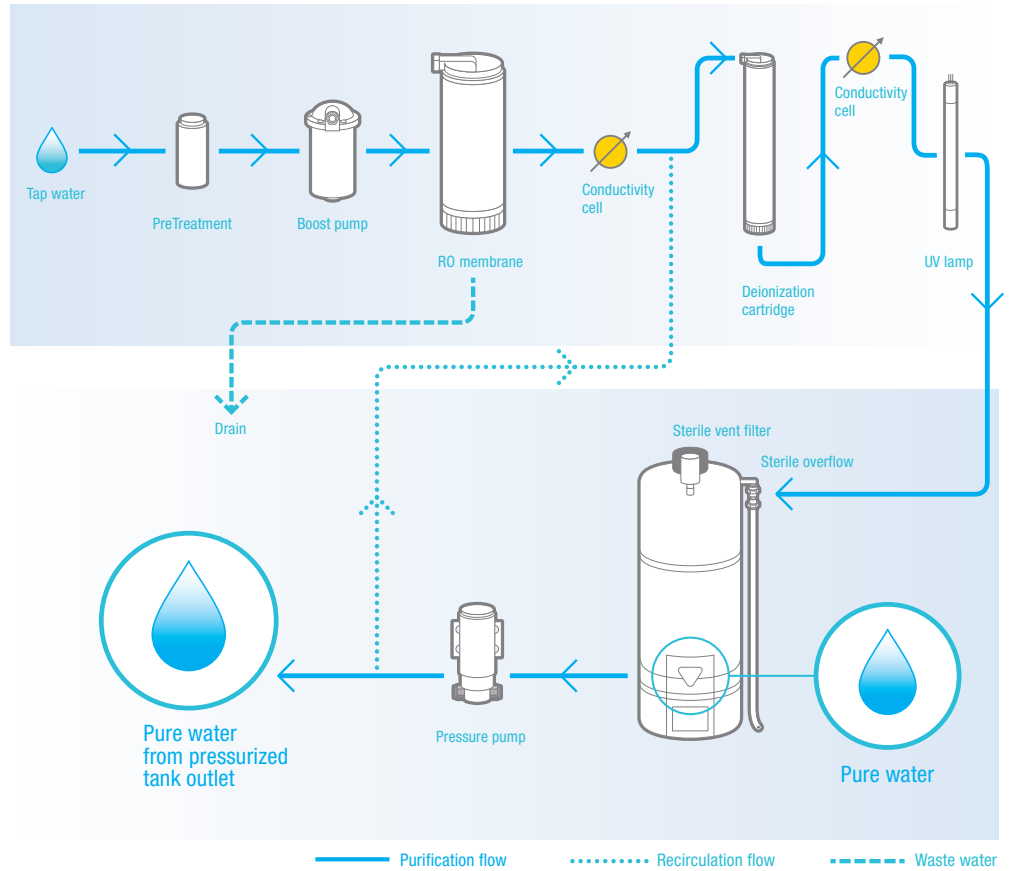 Tap water
PreTreatment
Boost pump
RO membrane
Conductivity
cell
Deionization
cartridge
Conductivity
cell
UV lamp
Drain
Sterile vent filter
Sterile overflow
Pressure pump
Pure water
from pressurized
tank outlet
Pure water
Purification flow
Recirculation flow
Waste water